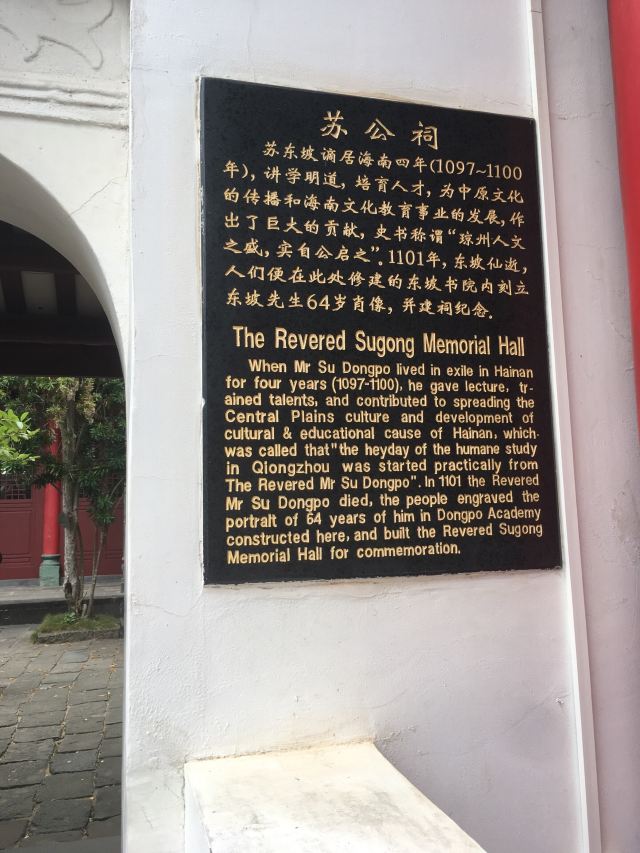 苏公祠
苏东坡谪居海南四年(1097~1100
年), 讲学明道, 培育人才, 为中原文化
的传播和海南文化教育事业的发展, 作
出了巨大的贡献, 史书称谓“琼州人文
之盛, 实自公启之”。1101年, 东坡仙逝,
人们便在此处修建的东坡书院内刻立
东坡先生64岁肖像, 并建祠纪念。
The Revered Sugong Memorial Hall
When Mr Su Dongpo lived in exile in Hainan
for four years (1097-1100), he gave lecture, tr-
ained talents, and contributed to spreading the
Central Plains culture and development of
cultural & educational cause of Hainan, which
was called that "the heyday of the humane study
in Qiongzhou was started practically from
The Revered Mr Su Dongpo". In 1101 the Revered
Mr Su Dongpo died, the people engraved the
portrait of 64 years of him in Dongpo Academy
constructed here, and built the Revered Sugong
Memorial Hall for commemoration.